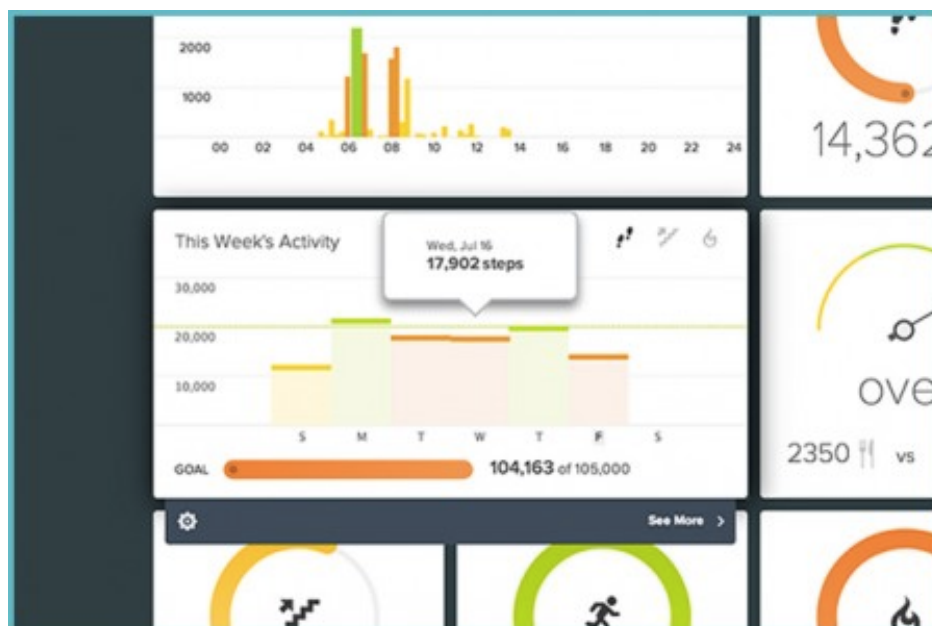 2000
1000
00 02 04 06 08 10 12 14 16 18 20 22 24
14,362
This Week's Activity
Wed, Jul 16
17,902 steps
30,000
20,000
10,000
S M T W T F S
GOAL 104,163 of 105,000
ove
2350 vs
See More